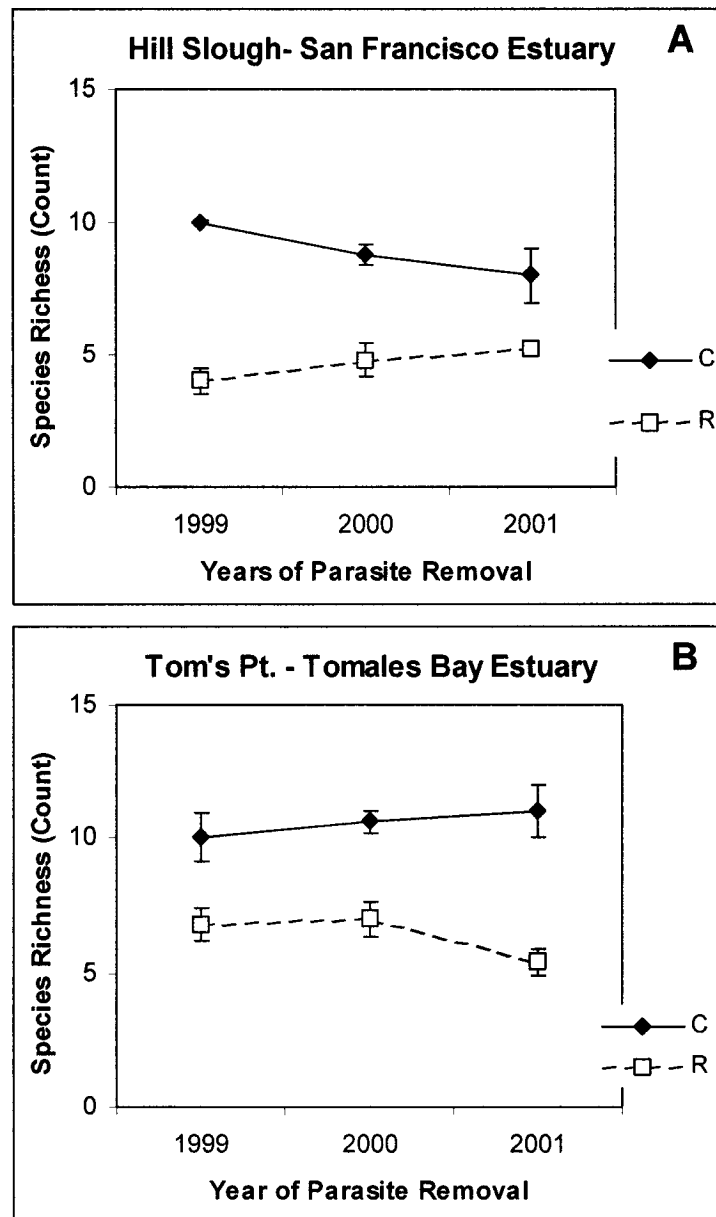 Hill Slough- San Francisco Estuary
A
15
10
5
0
Species Richess (Count)
1999 2000 2001
Years of Parasite Removal
C
R
Tom's Pt. - Tomales Bay Estuary
B
15
10
5
0
Species Richness (Count)
1999 2000 2001
Year of Parasite Removal
C
R